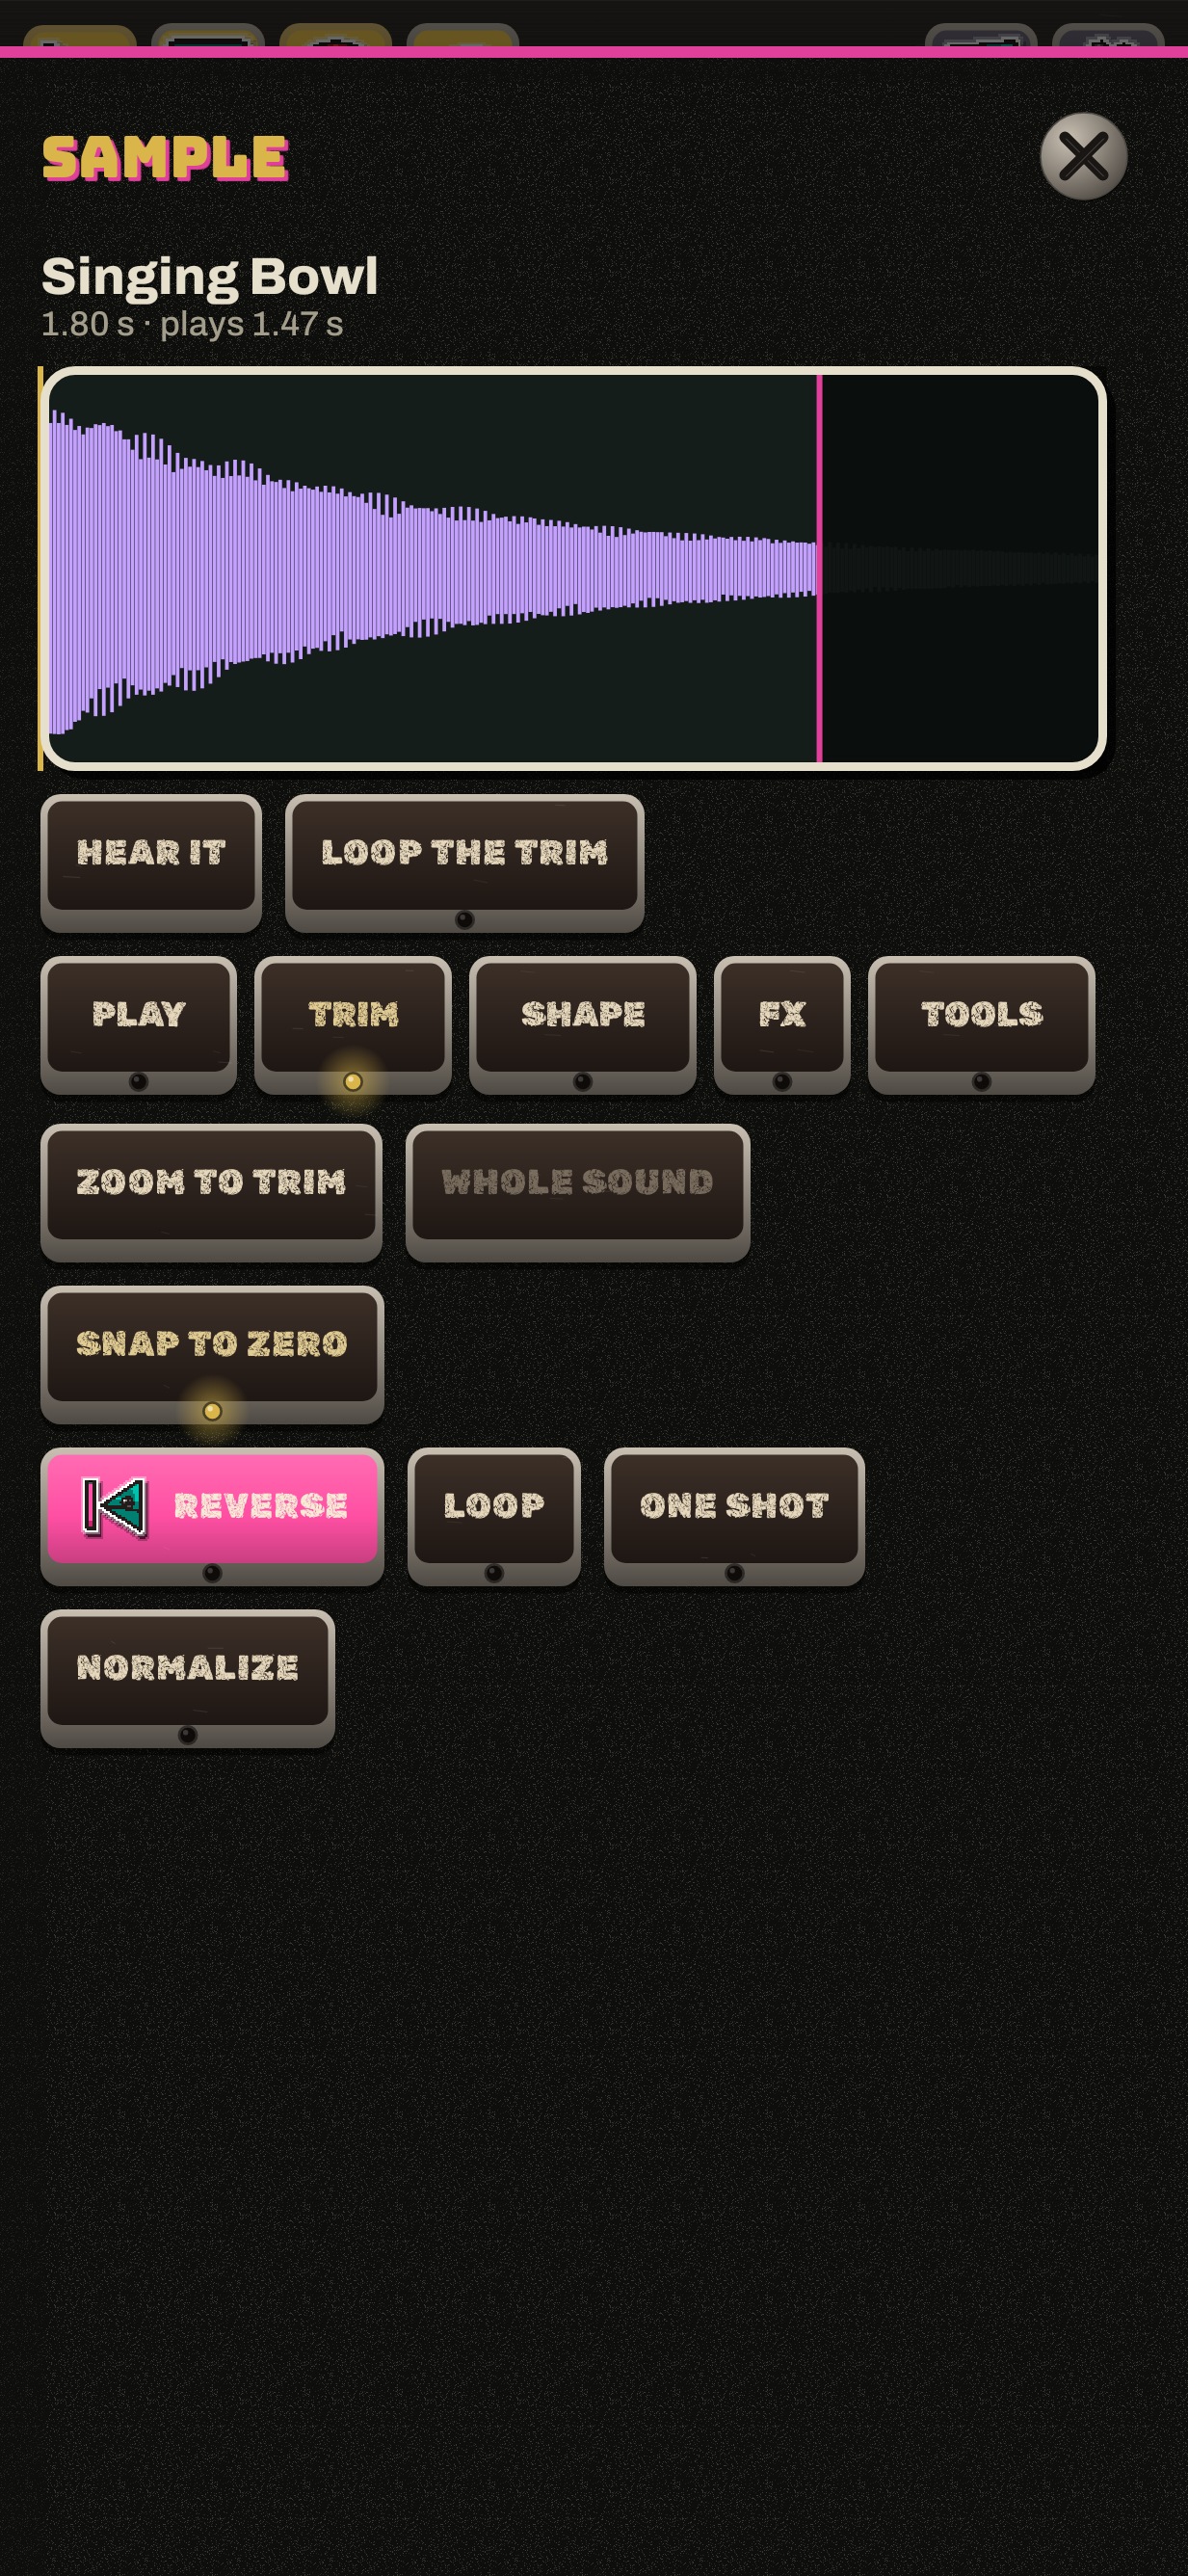 SAMPLE
Singing Bowl
1.80 s · plays 1.47 s
HEAR IT LOOP THE TRIM
PLAY TRIM SHAPE FX TOOLS
ZOOM TO TRIM WHOLE SOUND
SNAP TO ZERO
REVERSE LOOP ONE SHOT
NORMALIZE